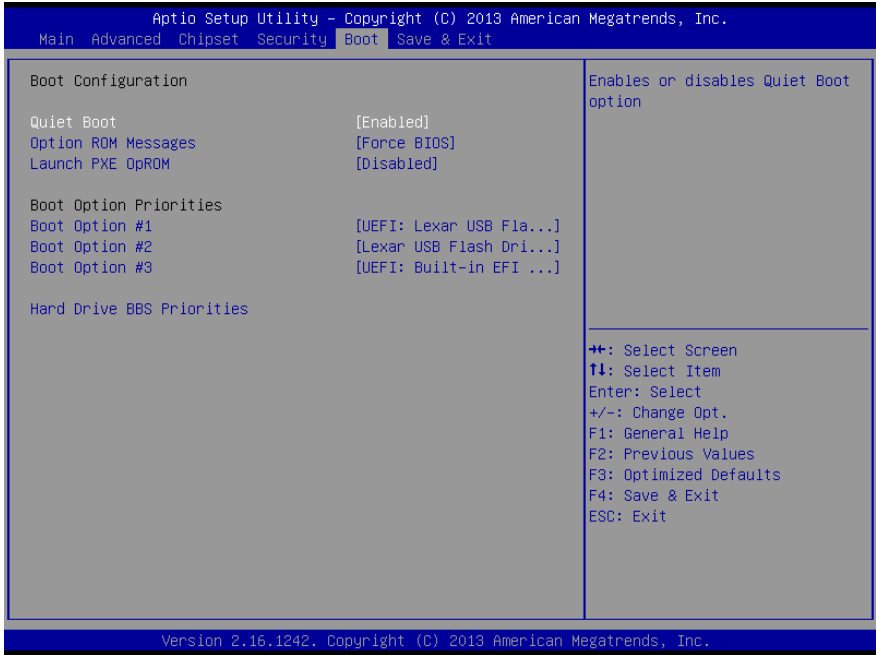 Aptio Setup Utility – Copyright (C) 2013 American Megatrends, Inc.
Main Advanced Chipset Security Boot Save & Exit
Boot Configuration
Quiet Boot [Enabled]
Option ROM Messages [Force BIOS]
Launch PXE OpROM [Disabled]
Boot Option Priorities
Boot Option #1 [UEFI: Lexar USB Fla...]
Boot Option #2 [Lexar USB Flash Dri...]
Boot Option #3 [UEFI: Built-in EFI ...]
Hard Drive BBS Priorities
Enables or disables Quiet Boot
option
→←: Select Screen
↑↓: Select Item
Enter: Select
+/-: Change Opt.
F1: General Help
F2: Previous Values
F3: Optimized Defaults
F4: Save & Exit
ESC: Exit
Version 2.16.1242. Copyright (C) 2013 American Megatrends, Inc.